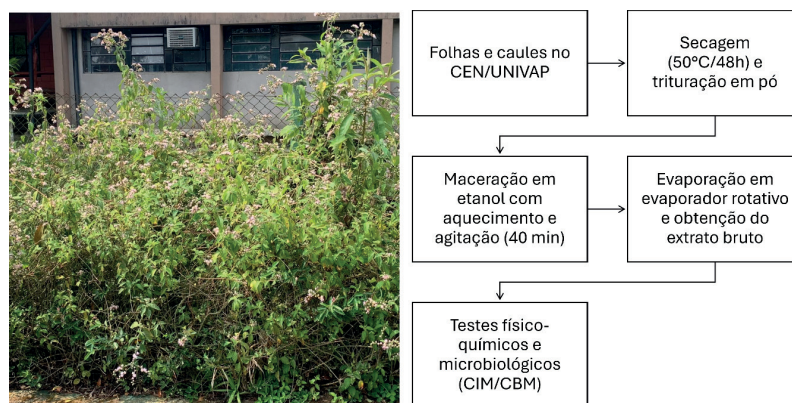 Folhas e caules no
CEN/UNIVAP
Secagem
(50°C/48h) e
trituração em pó
Maceração em
etanol com
aquecimento e
agitação (40 min)
Evaporação em
evaporador rotativo
e obtenção do
extrato bruto
Testes físico-
químicos e
microbiológicos
(CIM/CBM)